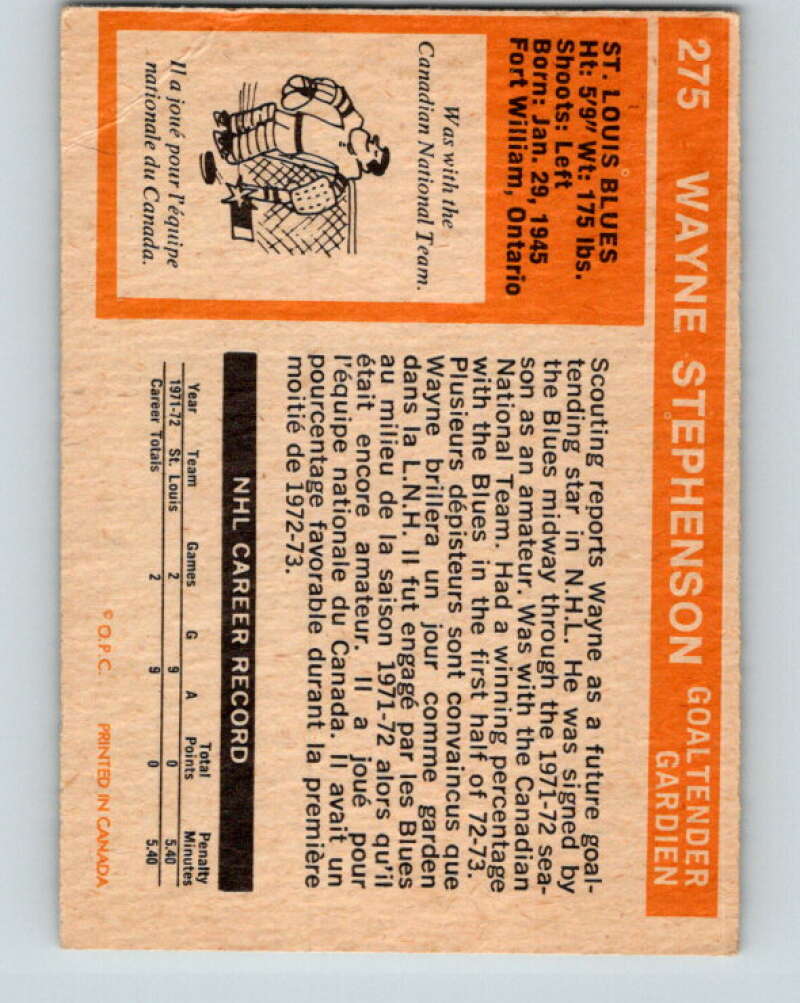 275 WAYNE STEPHENSON GOALTENDER
GARDIEN
ST. LOUIS BLUES
Ht: 5'9" Wt: 175 lbs.
Shoots: Left
Born: Jan. 29, 1945
Fort William, Ontario
Was with the
Canadian National Team.
Il a joué pour l'équipe
nationale du Canada.
Scouting reports Wayne as a future goal-
tending star in N.H.L. He was signed by
the Blues midway through the 1971-72 sea-
son as an amateur. Was with the Canadian
National Team. Had a winning percentage
with the Blues in the first half of 72-73.
Plusieurs dépisteurs sont convaincus que
Wayne brillera un jour comme garden
dans la L.N.H. Il fut engagé par les Blues
au milieu de la saison 1971-72 alors qu'il
était encore amateur. Il a joué pour
l'équipe nationale du Canada. Il avait un
pourcentage favorable durant la première
moitié de 1972-73.
NHL CAREER RECORD
Year Team Games G A Total Points Penalty Minutes
1971-72 St. Louis 2 9 0 5.40
Career Totals 2 9 0 5.40
© O.P.C. PRINTED IN CANADA